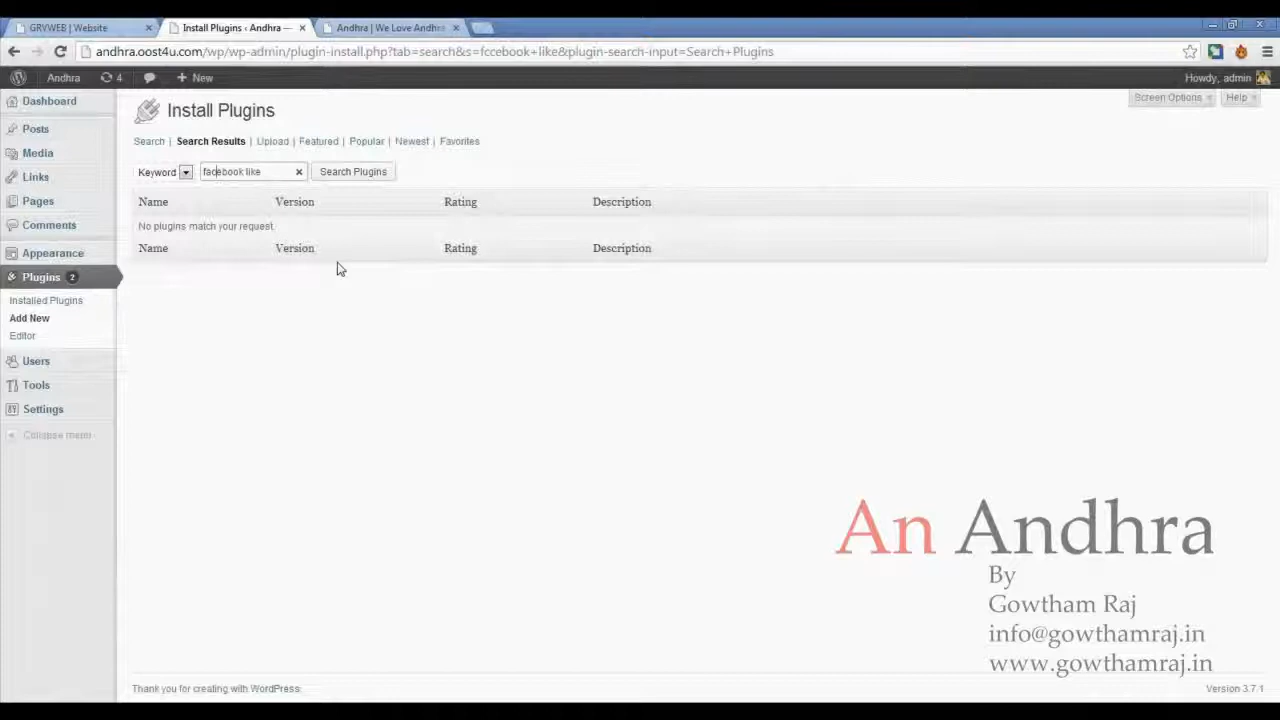 GRVWEB | Website
Install Plugins ‹ Andhra —
Andhra | We Love Andhra
andhra.oost4u.com/wp/wp-admin/plugin-install.php?tab=search&s=fccebook+like&plugin-search-input=Search+Plugins
Andhra 4 New
Howdy, admin
Screen Options
Help
Dashboard
Posts
Media
Links
Pages
Comments
Appearance
Plugins 2
Installed Plugins
Add New
Editor
Users
Tools
Settings
Collapse menu
Install Plugins
Search | Search Results | Upload | Featured | Popular | Newest | Favorites
Keyword facebook like Search Plugins
Name Version Rating Description
No plugins match your request.
Name Version Rating Description
An Andhra
By
Gowtham Raj
info@gowthamraj.in
www.gowthamraj.in
Thank you for creating with WordPress.
Version 3.7.1